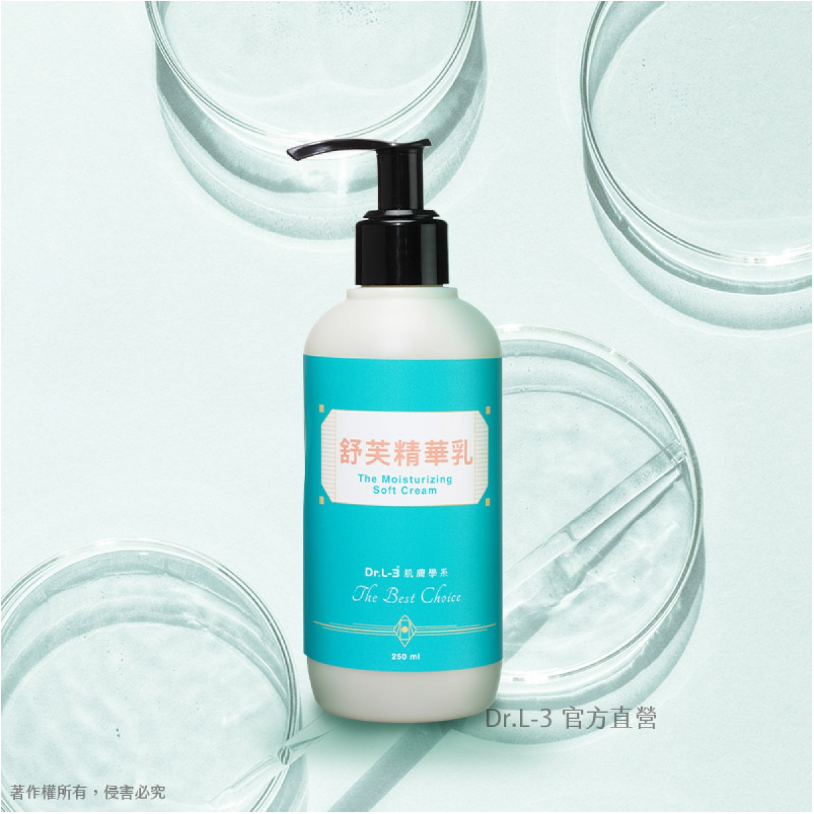 舒芙精華乳
The Moisturizing
Soft Cream
Dr.L-3 肌膚學系
The Best Choice
250 ml
Dr.L-3 官方直營
著作權所有，侵害必究